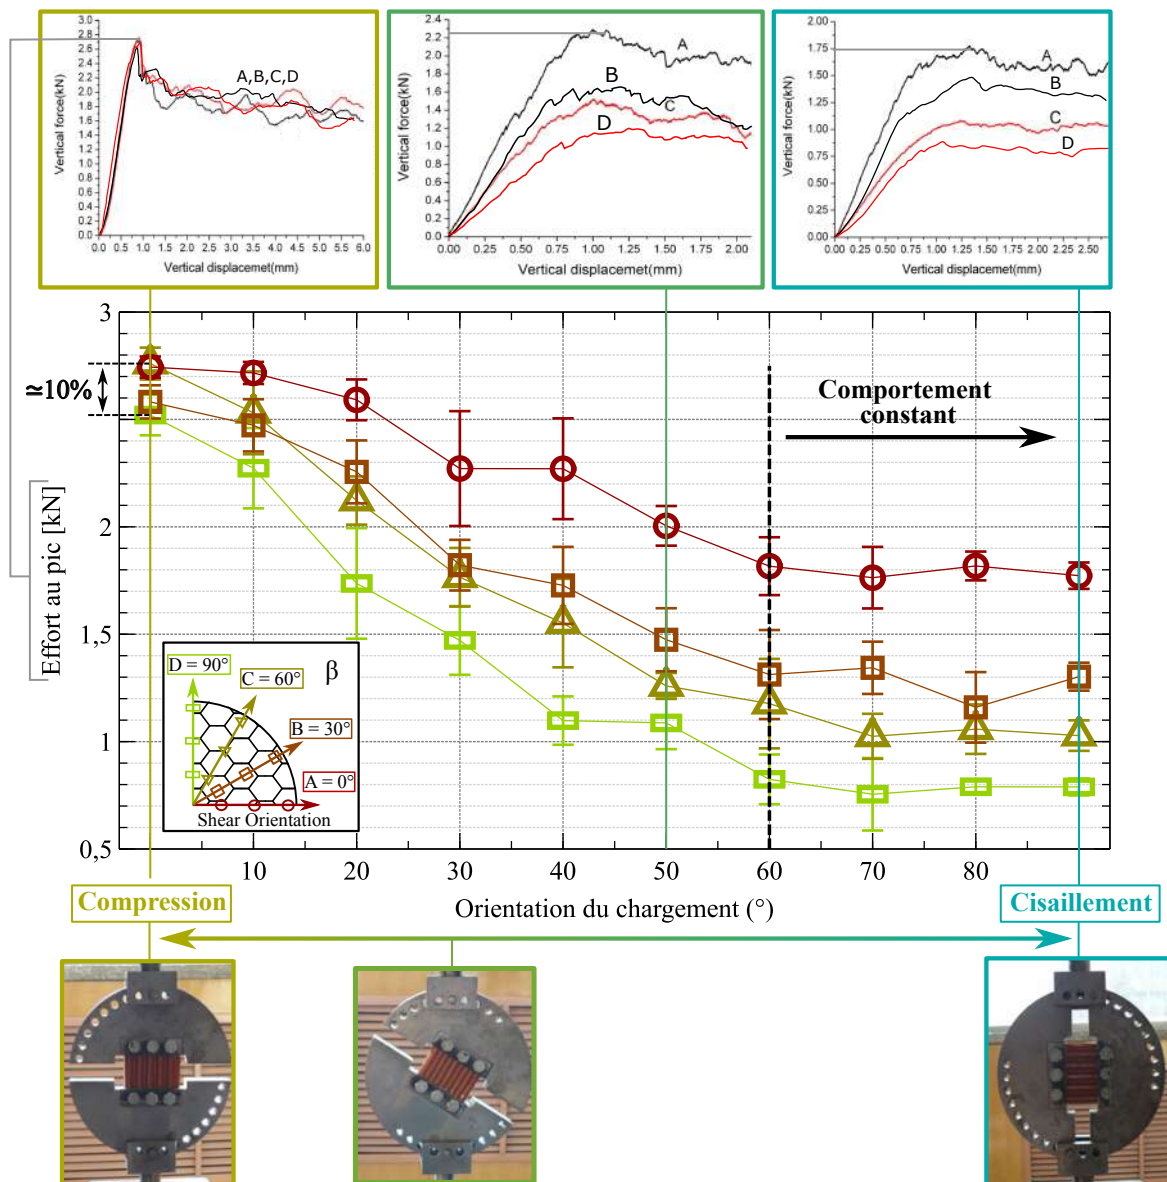 3.0
2.8
2.6
2.4
2.2
2.0
1.8
1.6
1.4
1.2
1.0
0.8
0.6
0.4
0.2
0.0
Vertical force(kN)
A,B,C,D
0.0 0.5 1.0 1.5 2.0 2.5 3.0 3.5 4.0 4.5 5.0 5.5 6.0
Vertical displacemet(mm)
2.4
2.2
2.0
1.8
1.6
1.4
1.2
1.0
0.8
0.6
0.4
0.2
0.0
Vertical force(kN)
A
B
C
D
0.00 0.25 0.50 0.75 1.00 1.25 1.50 1.75 2.00
Vertical displacemet(mm)
2.00
1.75
1.50
1.25
1.00
0.75
0.50
0.25
0.00
Vertical force(kN)
A
B
C
D
0.00 0.25 0.50 0.75 1.00 1.25 1.50 1.75 2.00 2.25 2.50
Vertical displacemet(mm)
3
2
1,5
1
0,5
≃10%
Effort au pic [kN]
Comportement
constant
D = 90°
β
C = 60°
B = 30°
A = 0°
Shear Orientation
10 20 30 40 50 60 70 80
Compression
Orientation du chargement (°)
Cisaillement